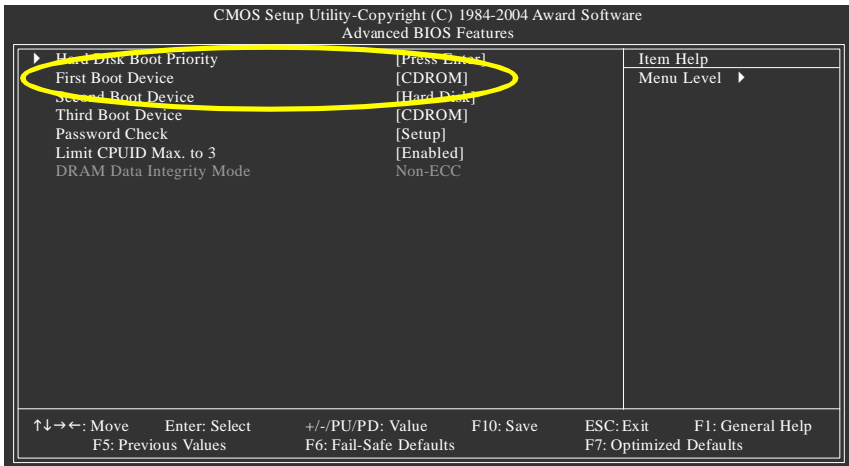 CMOS Setup Utility-Copyright (C) 1984-2004 Award Software
Advanced BIOS Features
Hard Disk Boot Priority [Press Enter]
First Boot Device [CDROM]
Second Boot Device [Hard Disk]
Third Boot Device [CDROM]
Password Check [Setup]
Limit CPUID Max. to 3 [Enabled]
DRAM Data Integrity Mode Non-ECC
Item Help
Menu Level ▶
↑↓→←: Move Enter: Select +/-/PU/PD: Value F10: Save ESC: Exit F1: General Help
F5: Previous Values F6: Fail-Safe Defaults F7: Optimized Defaults